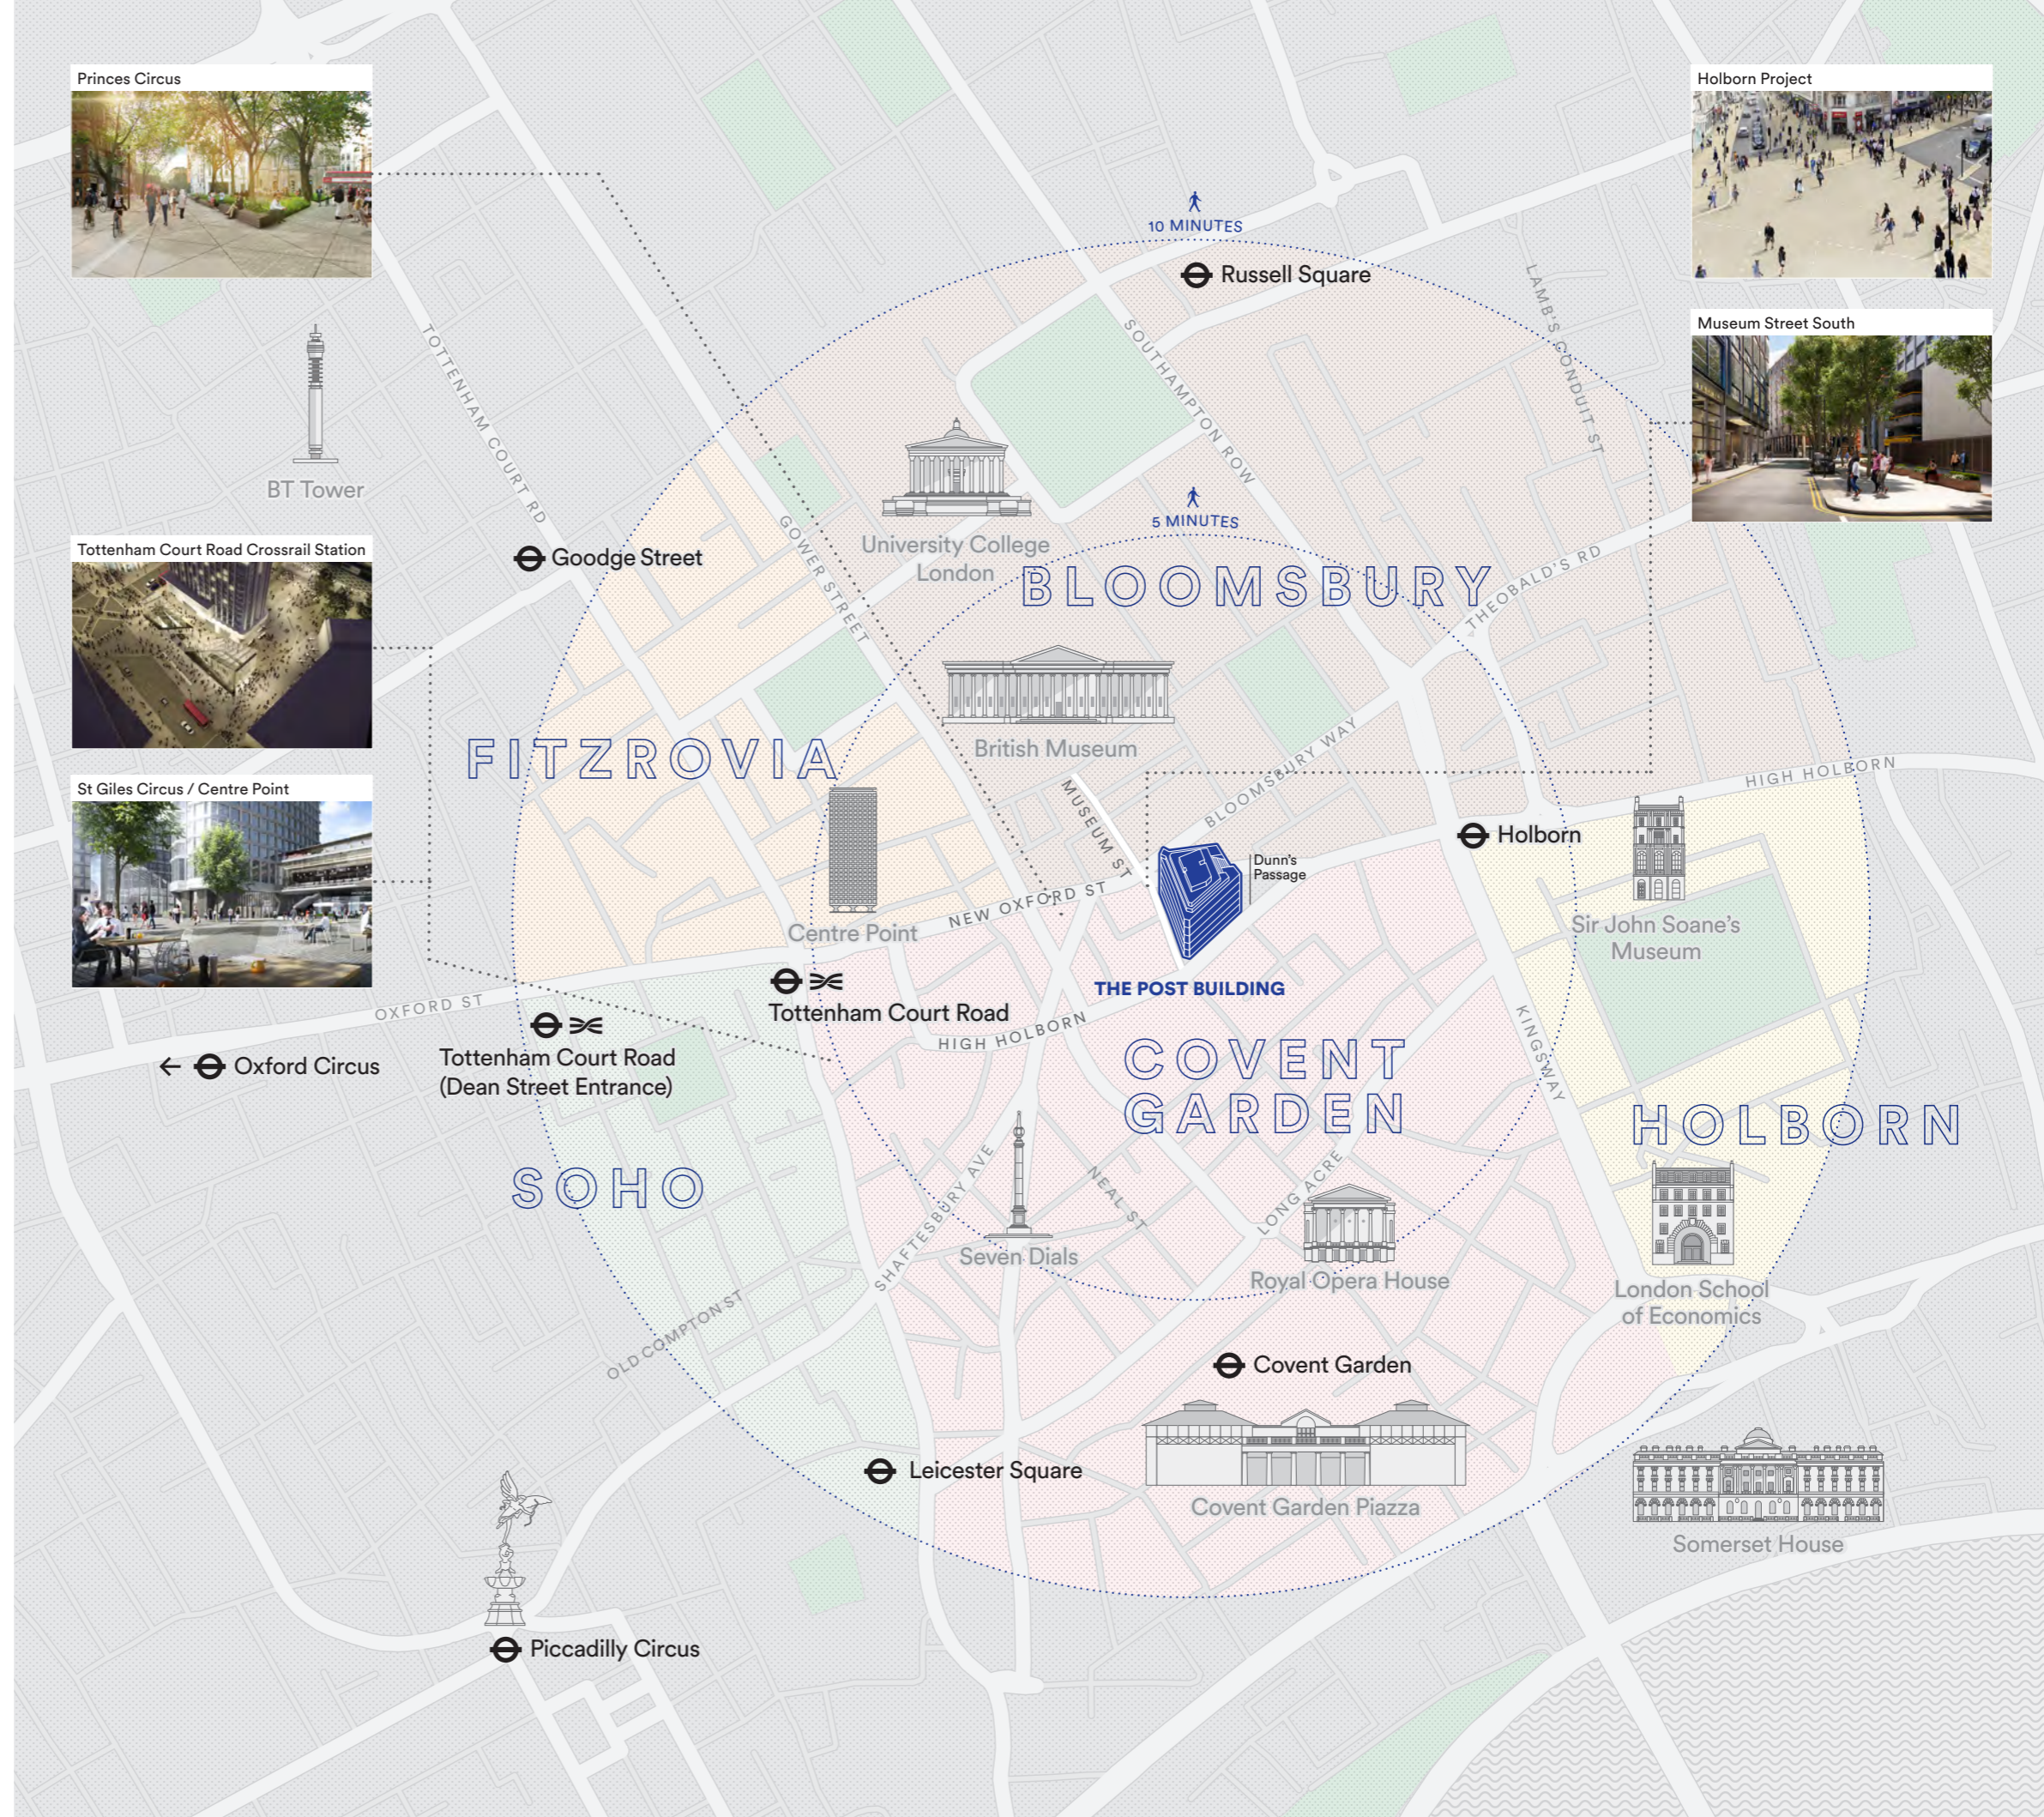 Princes Circus
Holborn Project
10 MINUTES
Russell Square
LAMB'S CONDUIT ST
Museum Street South
SOUTHAMPTON ROW
TOTTENHAM COURT RD
BT Tower
5 MINUTES
GOWER STREET
University College
London
Tottenham Court Road Crossrail Station
Goodge Street
BLOOMSBURY
THEOBALD'S RD
FITZROVIA
British Museum
BLOOMSBURY WAY
HIGH HOLBORN
St Giles Circus / Centre Point
MUSEUM ST
Holborn
Dunn's
Passage
NEW OXFORD ST
Centre Point
Sir John Soane's
Museum
THE POST BUILDING
Tottenham Court Road
OXFORD ST
HIGH HOLBORN
KINGSWAY
Oxford Circus
Tottenham Court Road
(Dean Street Entrance)
COVENT
GARDEN
HOLBORN
SOHO
SHAFTESBURY AVE
NEAL ST
LONG ACRE
Seven Dials
Royal Opera House
London School
of Economics
OLD COMPTON ST
Covent Garden
Leicester Square
Covent Garden Piazza
Somerset House
Piccadilly Circus